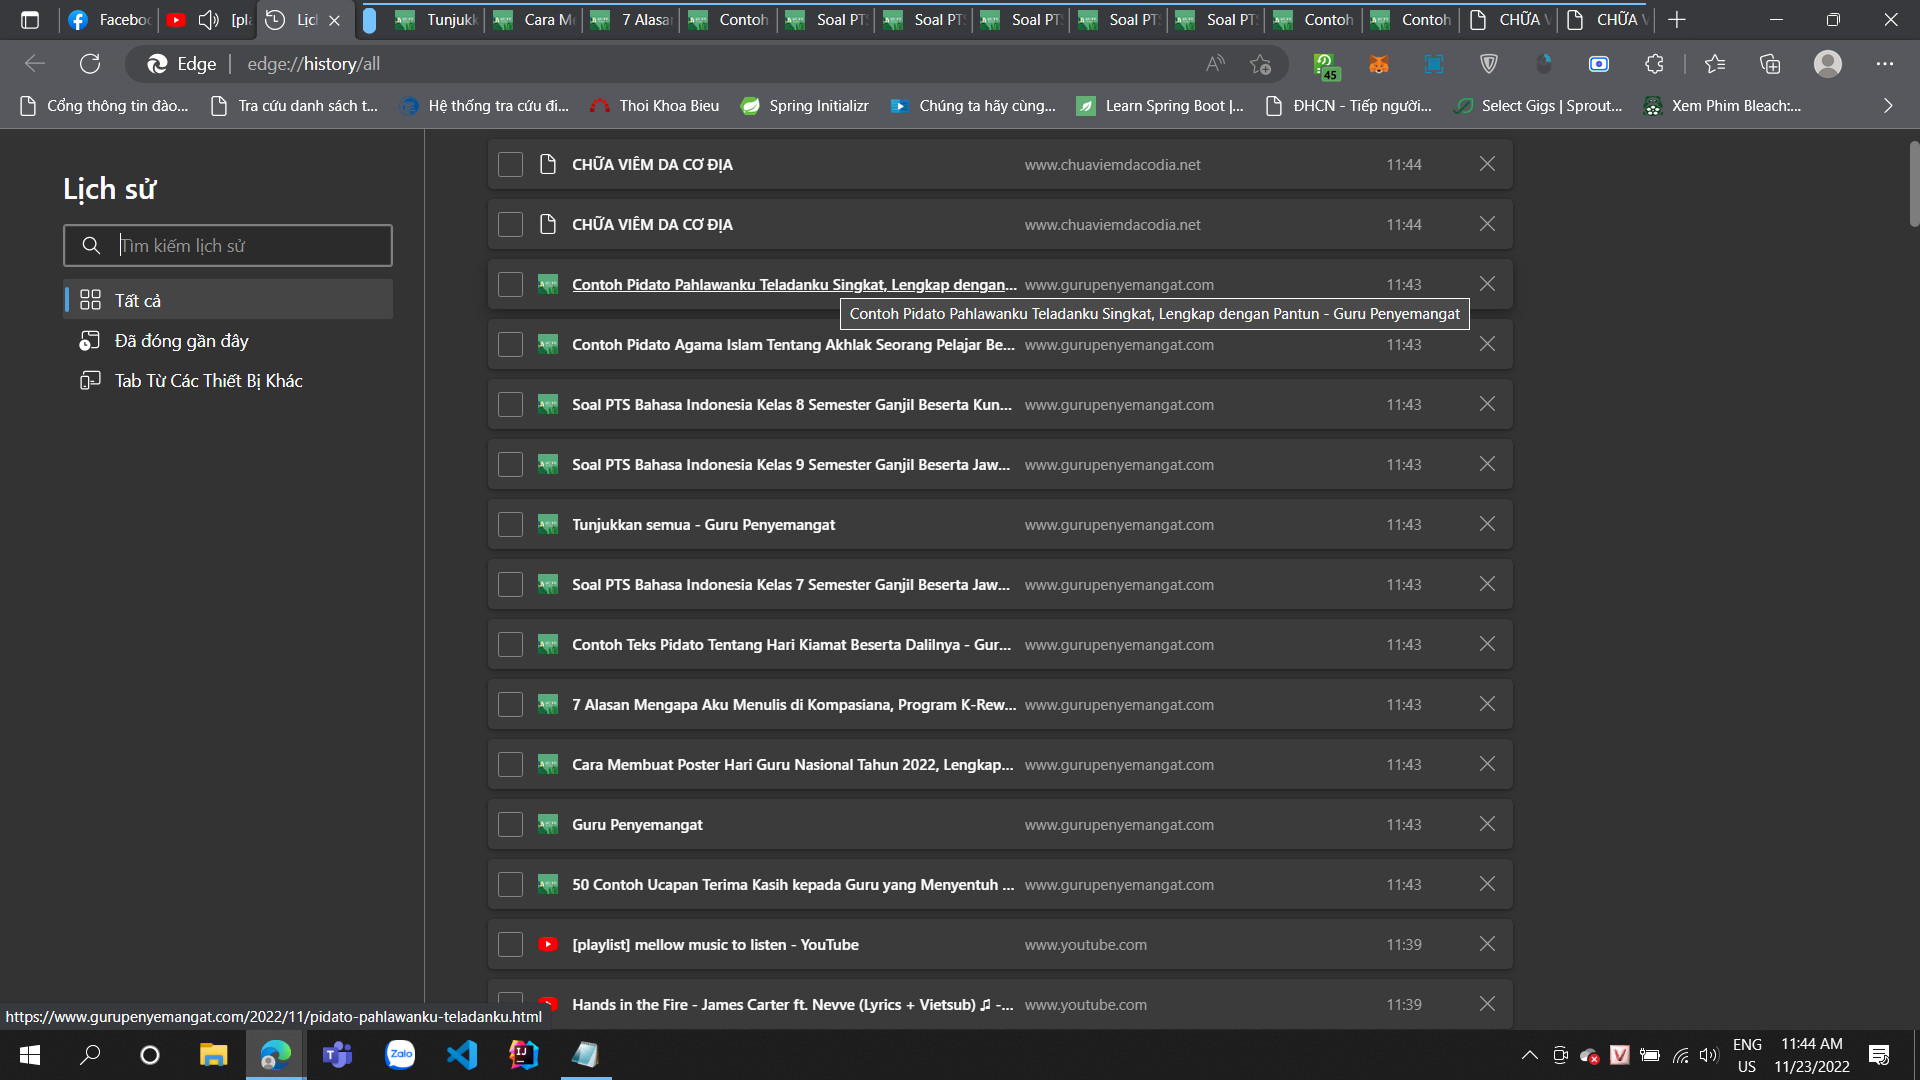 Facebo
[pl
Lịc
Tunjukk
Cara Me
7 Alasan
Contoh
Soal PTS
Soal PTS
Soal PTS
Soal PTS
Soal PTS
Contoh
Contoh
CHỮA V
CHỮA V
Edge
edge://history/all
45
Cổng thông tin đào...
Tra cứu danh sách t...
Hệ thống tra cứu đi...
Thoi Khoa Bieu
Spring Initializr
Chúng ta hãy cùng...
Learn Spring Boot |...
ĐHCN - Tiếp người...
Select Gigs | Sprout...
Xem Phim Bleach:...
Lịch sử
Tìm kiếm lịch sử
Tất cả
Đã đóng gần đây
Tab Từ Các Thiết Bị Khác
CHỮA VIÊM DA CƠ ĐỊA www.chuaviemdacodia.net 11:44
CHỮA VIÊM DA CƠ ĐỊA www.chuaviemdacodia.net 11:44
Contoh Pidato Pahlawanku Teladanku Singkat, Lengkap dengan... www.gurupenyemangat.com 11:43
Contoh Pidato Pahlawanku Teladanku Singkat, Lengkap dengan Pantun - Guru Penyemangat
Contoh Pidato Agama Islam Tentang Akhlak Seorang Pelajar Be... www.gurupenyemangat.com 11:43
Soal PTS Bahasa Indonesia Kelas 8 Semester Ganjil Beserta Kun... www.gurupenyemangat.com 11:43
Soal PTS Bahasa Indonesia Kelas 9 Semester Ganjil Beserta Jaw... www.gurupenyemangat.com 11:43
Tunjukkan semua - Guru Penyemangat www.gurupenyemangat.com 11:43
Soal PTS Bahasa Indonesia Kelas 7 Semester Ganjil Beserta Jaw... www.gurupenyemangat.com 11:43
Contoh Teks Pidato Tentang Hari Kiamat Beserta Dalilnya - Gur... www.gurupenyemangat.com 11:43
7 Alasan Mengapa Aku Menulis di Kompasiana, Program K-Rew... www.gurupenyemangat.com 11:43
Cara Membuat Poster Hari Guru Nasional Tahun 2022, Lengkap... www.gurupenyemangat.com 11:43
Guru Penyemangat www.gurupenyemangat.com 11:43
50 Contoh Ucapan Terima Kasih kepada Guru yang Menyentuh ... www.gurupenyemangat.com 11:43
[playlist] mellow music to listen - YouTube www.youtube.com 11:39
Hands in the Fire - James Carter ft. Nevve (Lyrics + Vietsub) ♫ -... www.youtube.com 11:39
https://www.gurupenyemangat.com/2022/11/pidato-pahlawanku-teladanku.html
Zalo
ENG
US
11:44 AM
11/23/2022